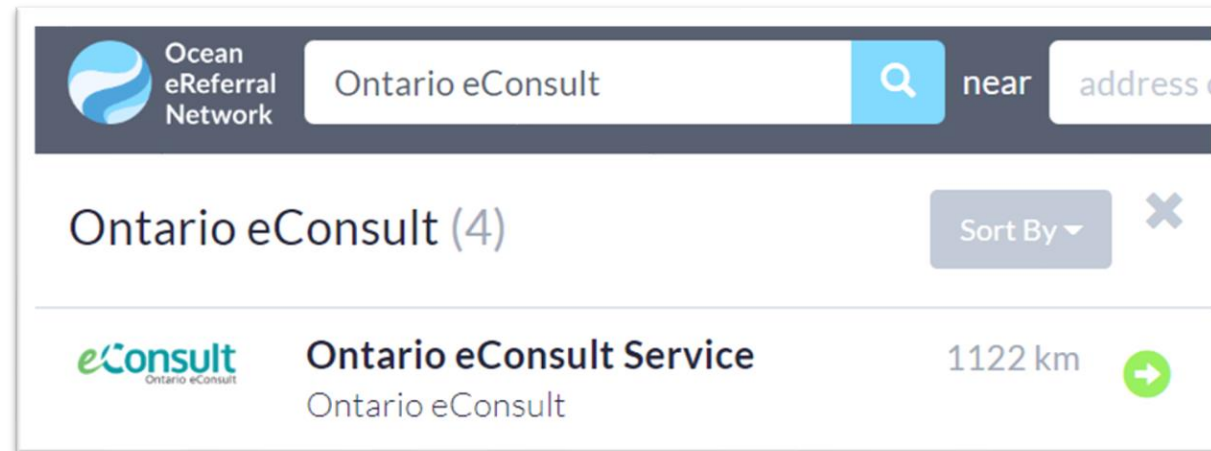 Ocean
eReferral
Network
Ontario eConsult
near
address
Ontario eConsult (4)
Sort By
eConsult
Ontario eConsult
Ontario eConsult Service
1122 km
Ontario eConsult